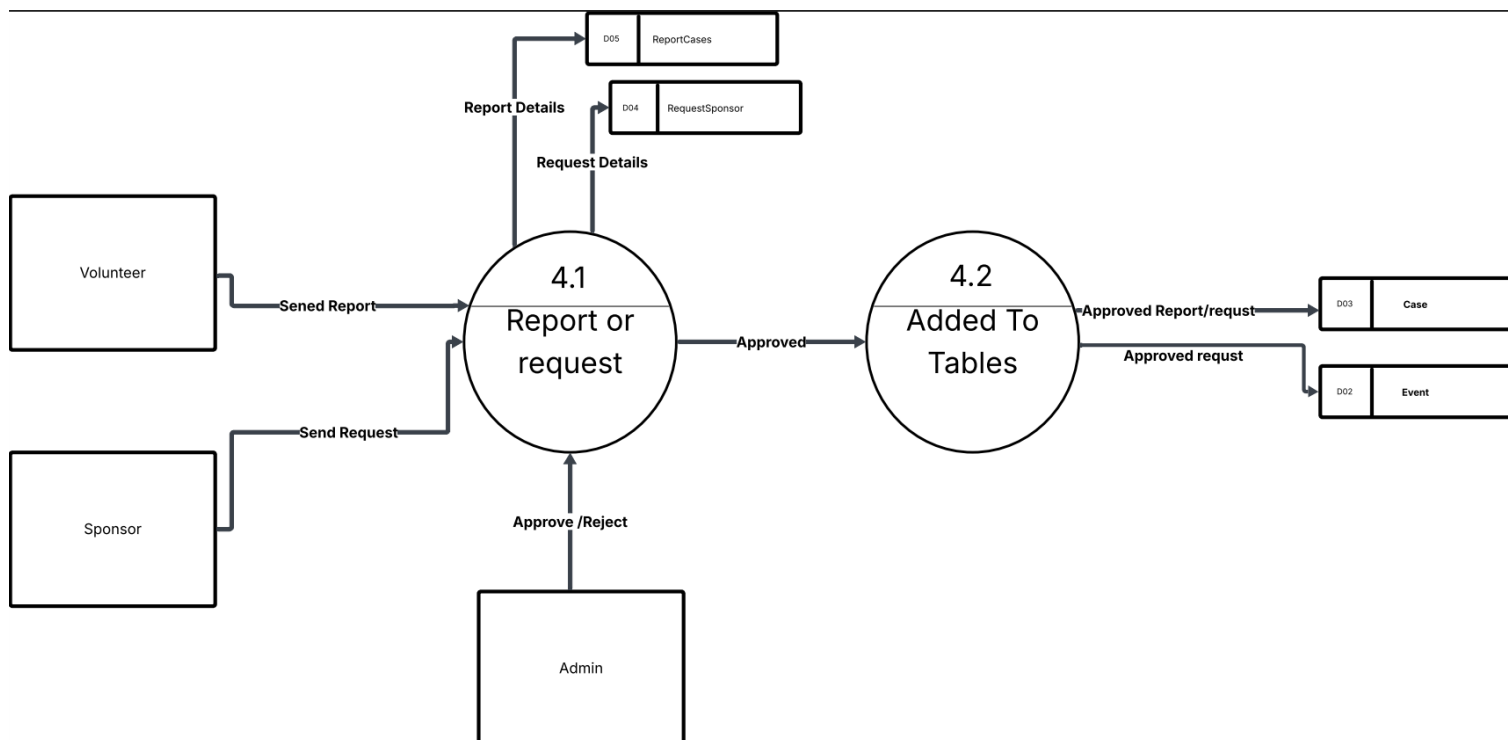 D05
ReportCases
D04
RequestSponsor
Report Details
Request Details
Volunteer
Sened Report
4.1
Report or
request
Send Request
Sponsor
Approve /Reject
Admin
Approved
4.2
Added To
Tables
Approved Report/requst
D03
Case
Approved requst
D02
Event